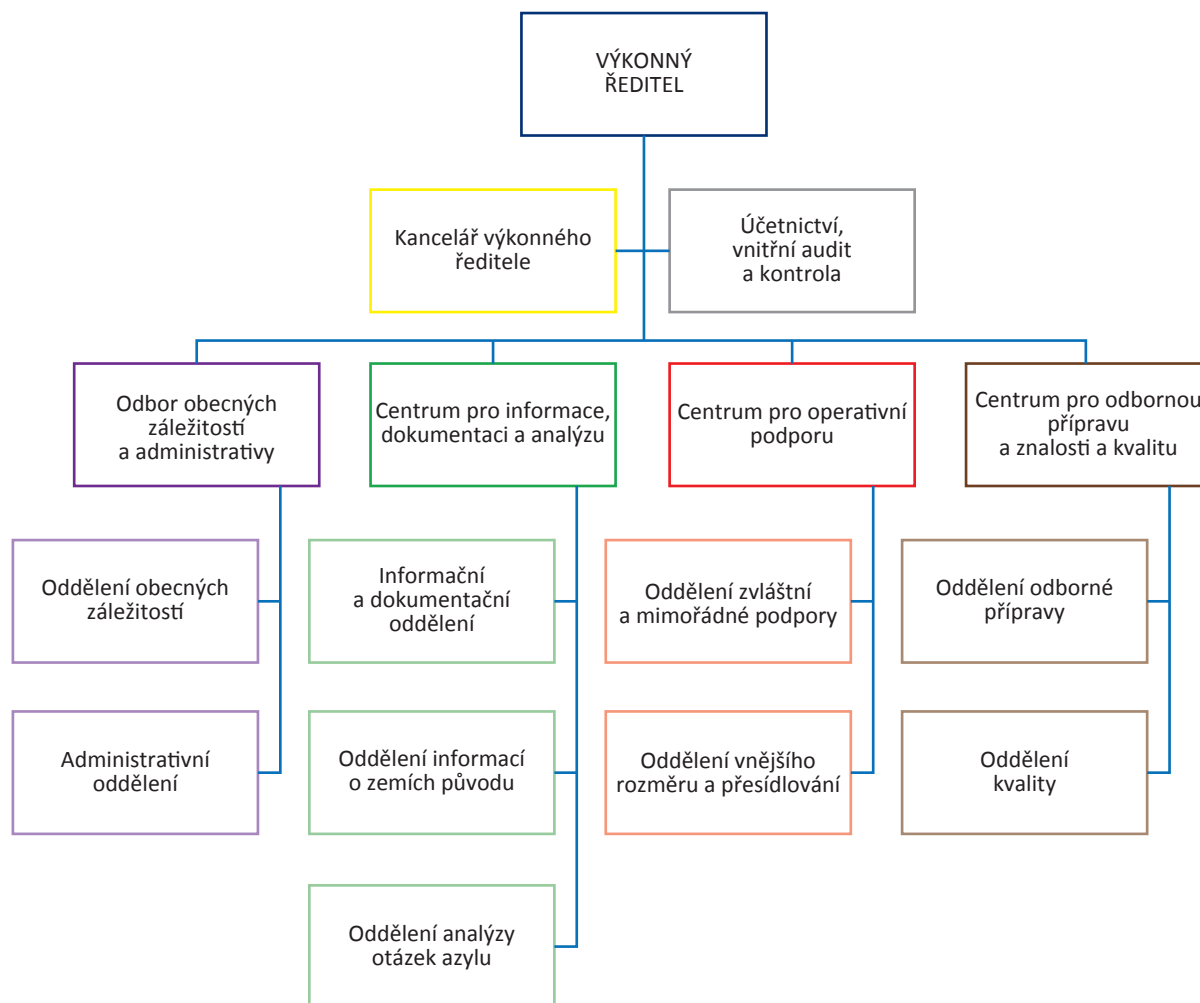 VÝKONNÝ
ŘEDITEL
Kancelář výkonného
ředitele
Účetnictví,
vnitřní audit
a kontrola
Odbor obecných
záležitostí
a administrativy
Centrum pro informace,
dokumentaci a analýzu
Centrum pro operativní
podporu
Centrum pro odbornou
přípravu
a znalosti a kvalitu
Oddělení obecných
záležitostí
Informační
a dokumentační
oddělení
Oddělení zvláštní
a mimořádné podpory
Oddělení odborné
přípravy
Administrativní
oddělení
Oddělení informací
o zemích původu
Oddělení vnějšího
rozměru a přesídlování
Oddělení
kvality
Oddělení analýzy
otázek azylu